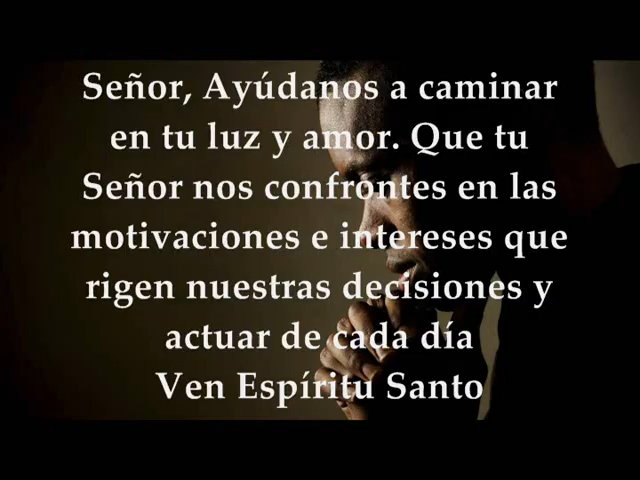 Señor, Ayúdanos a caminar
en tu luz y amor. Que tu
Señor nos confrontes en las
motivaciones e intereses que
rigen nuestras decisiones y
actuar de cada día
Ven Espíritu Santo